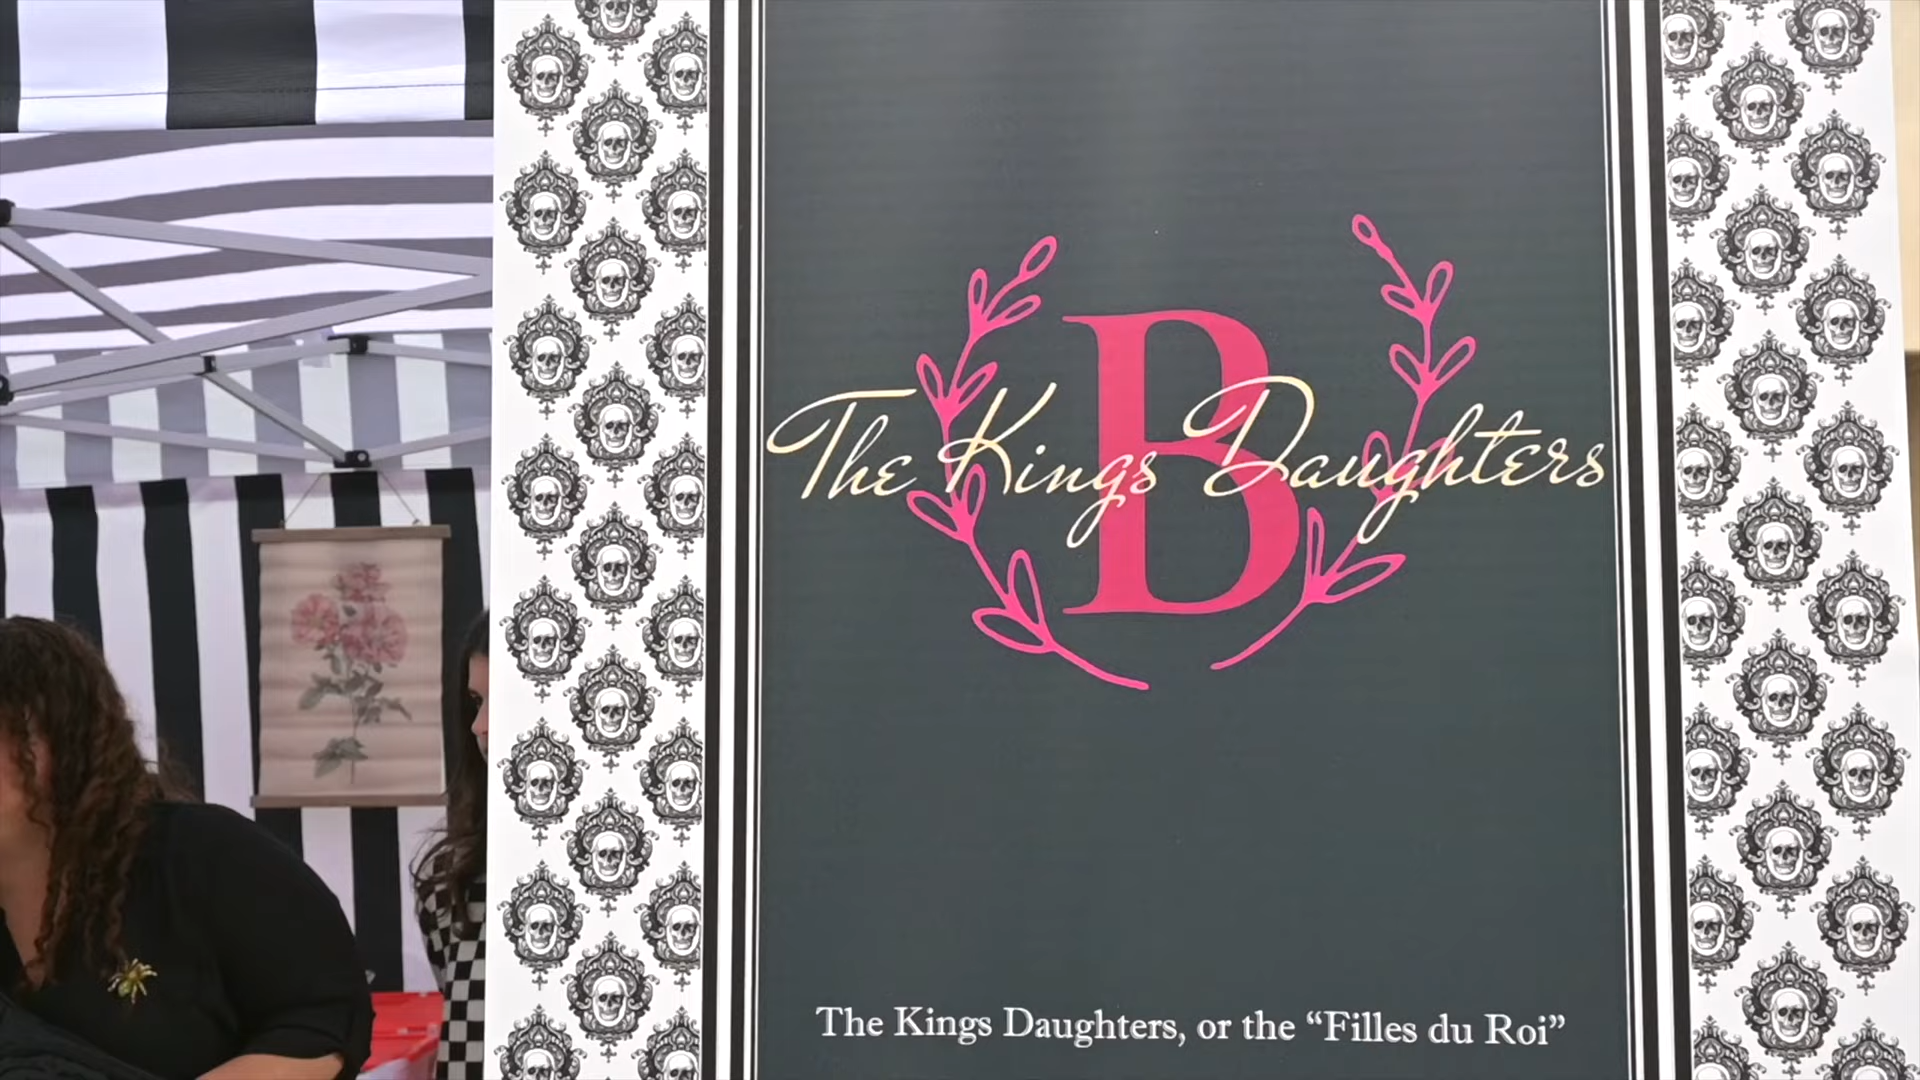 B
The Kings Daughters
The Kings Daughters, or the “Filles du Roi”